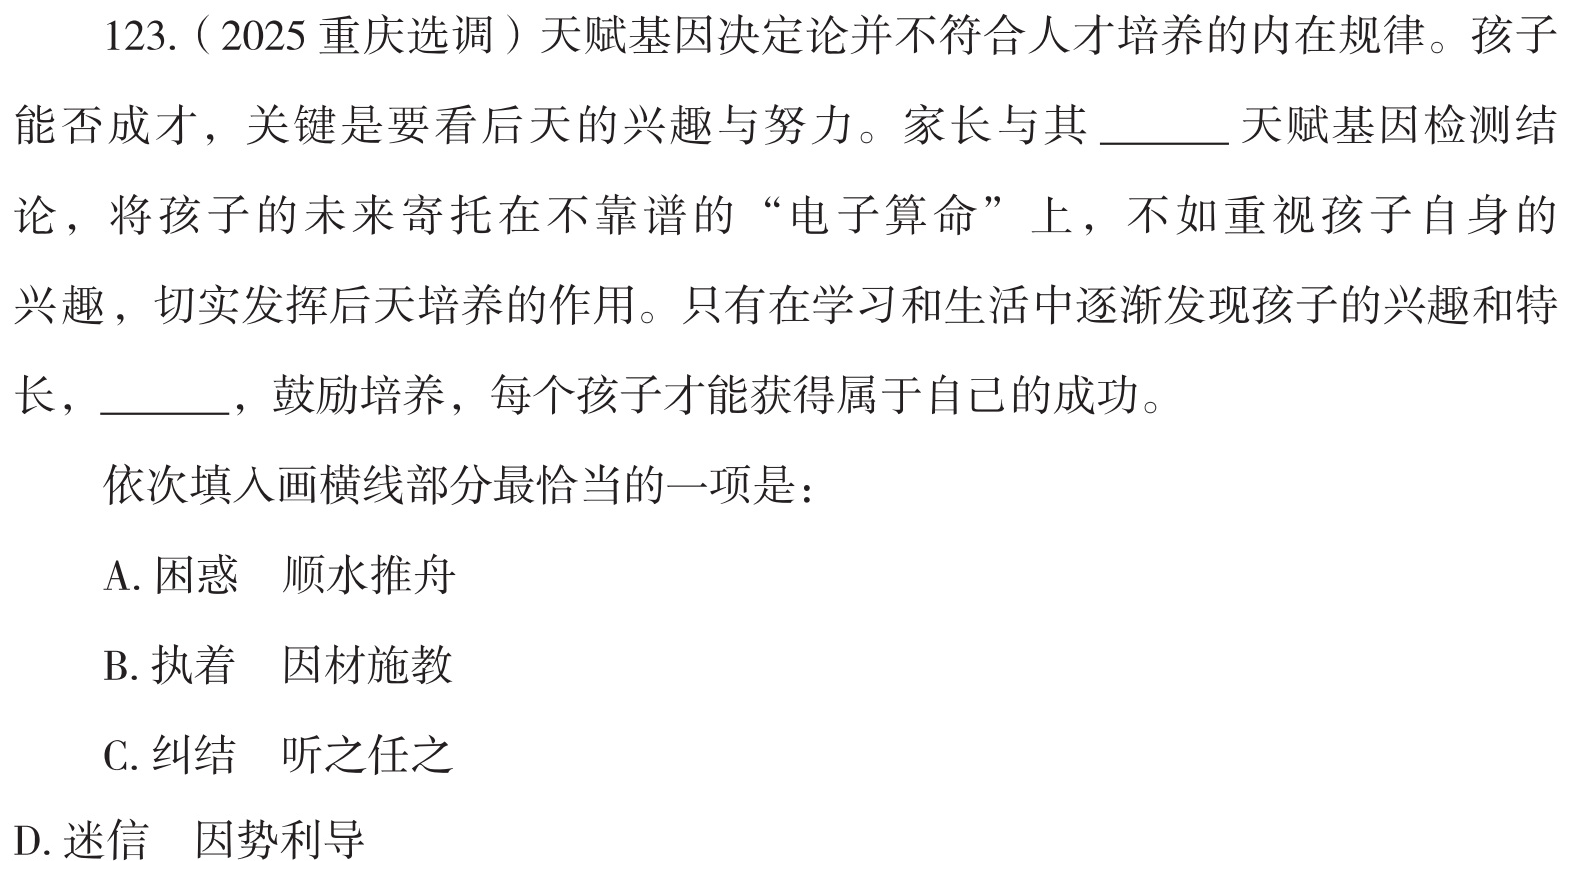 123.（2025 重庆选调）天赋基因决定论并不符合人才培养的内在规律。孩子
能否成才，关键是要看后天的兴趣与努力。家长与其______天赋基因检测结
论，将孩子的未来寄托在不靠谱的“电子算命”上，不如重视孩子自身的
兴趣，切实发挥后天培养的作用。只有在学习和生活中逐渐发现孩子的兴趣和特
长，______，鼓励培养，每个孩子才能获得属于自己的成功。
依次填入画横线部分最恰当的一项是：
A. 困惑　顺水推舟
B. 执着　因材施教
C. 纠结　听之任之
D. 迷信　因势利导